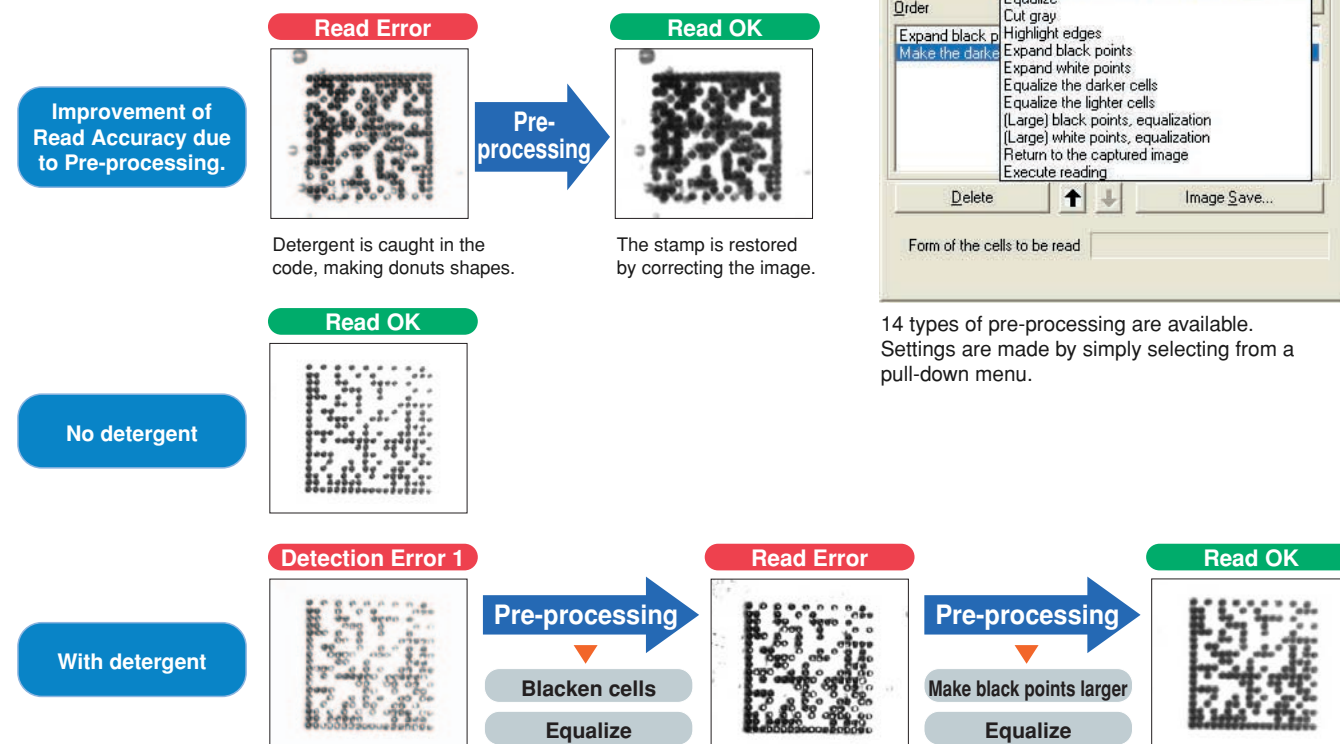 Read Error
Read OK
Improvement of
Read Accuracy due
to Pre-processing.
Pre-
processing
Detergent is caught in the
code, making donuts shapes.
The stamp is restored
by correcting the image.
Order
Expand black p
Make the darke
Equalize
Cut gray
Highlight edges
Expand black points
Expand white points
Equalize the darker cells
Equalize the lighter cells
(Large) black points, equalization
(Large) white points, equalization
Return to the captured image
Execute reading
Delete
Image Save...
Form of the cells to be read
14 types of pre-processing are available.
Settings are made by simply selecting from a
pull-down menu.
Read OK
No detergent
Detection Error 1
Read Error
Read OK
With detergent
Pre-processing
Blacken cells
Equalize
Pre-processing
Make black points larger
Equalize